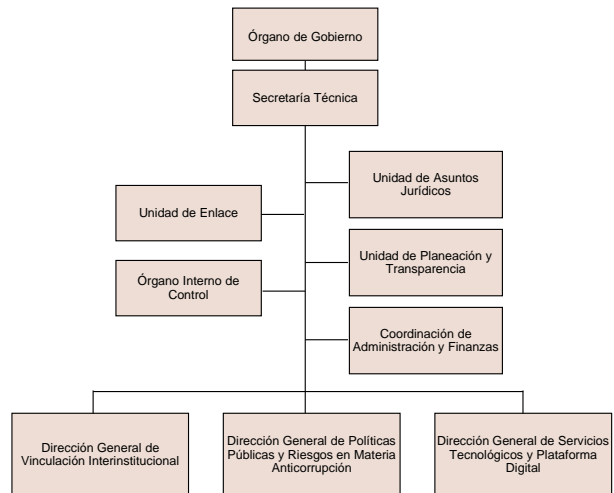 Órgano de Gobierno
Secretaría Técnica
Unidad de Asuntos
Jurídicos
Unidad de Enlace
Unidad de Planeación y
Transparencia
Órgano Interno de
Control
Coordinación de
Administración y Finanzas
Dirección General de
Vinculación Interinstitucional
Dirección General de Políticas
Públicas y Riesgos en Materia
Anticorrupción
Dirección General de Servicios
Tecnológicos y Plataforma
Digital